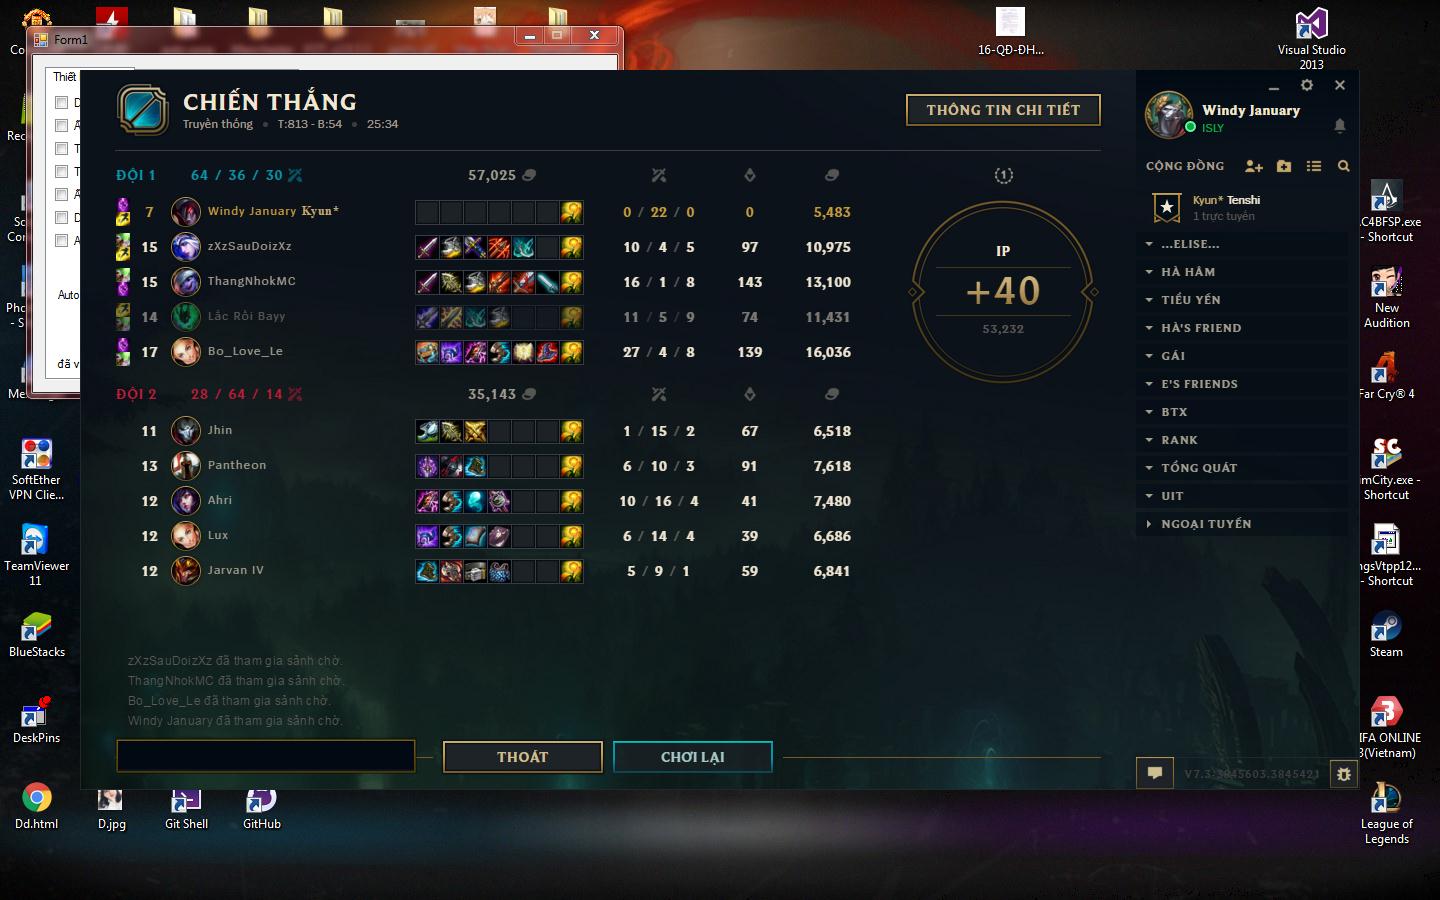 16-QĐ-ĐH...
Visual Studio
2013
Form1
Thiết
Auto
đã v
CHIẾN THẮNG
Truyền thống • T:813 - B:54 • 25:34
THÔNG TIN CHI TIẾT
Windy January
ISLY
CỘNG ĐỒNG
Kyun* Tenshi
1 trực tuyến
...ELISE...
HÀ HÂM
TIỂU YẾN
HÀ'S FRIEND
GÁI
E'S FRIENDS
BTX
RANK
TỔNG QUÁT
UIT
NGOẠI TUYẾN
ĐỘI 1 64 / 36 / 30 57,025
7 Windy January Kyun* 0 / 22 / 0 0 5,483
15 zXzSauDoizXz 10 / 4 / 5 97 10,975
15 ThangNhokMC 16 / 1 / 8 143 13,100
14 Lắc Rồi Bayy 11 / 5 / 9 74 11,431
17 Bo_Love_Le 27 / 4 / 8 139 16,036
1
IP
+40
53,232
ĐỘI 2 28 / 64 / 14 35,143
11 Jhin 1 / 15 / 2 67 6,518
13 Pantheon 6 / 10 / 3 91 7,618
12 Ahri 10 / 16 / 4 41 7,480
12 Lux 6 / 14 / 4 39 6,686
12 Jarvan IV 5 / 9 / 1 59 6,841
zXzSauDoizXz đã tham gia sảnh chờ.
ThangNhokMC đã tham gia sảnh chờ.
Bo_Love_Le đã tham gia sảnh chờ.
Windy January đã tham gia sảnh chờ.
THOÁT
CHƠI LẠI
V7.3.3845603.3845421
SoftEther
VPN Clie...
TeamViewer
11
BlueStacks
DeskPins
Dd.html
D.jpg
Git Shell
GitHub
AC4BFSP.exe
- Shortcut
New
Audition
Far Cry® 4
SimCity.exe -
Shortcut
ngsVtpp12...
- Shortcut
Steam
FIFA ONLINE
3(Vietnam)
League of
Legends